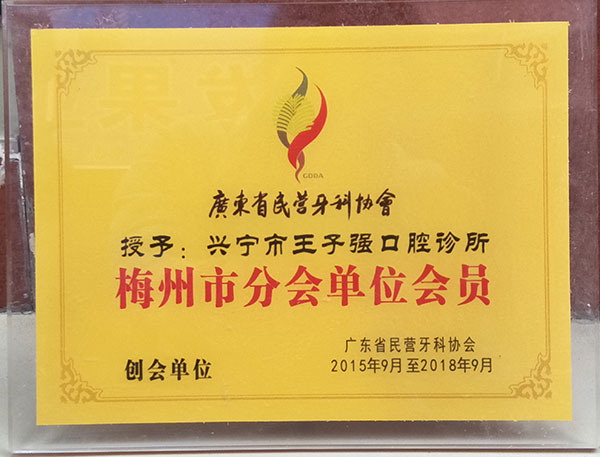 GDDA
廣東省民营牙科协會
授予：兴宁市王子强口腔诊所
梅州市分会单位会员
广东省民营牙科协会
创会单位
2015年9月至2018年9月